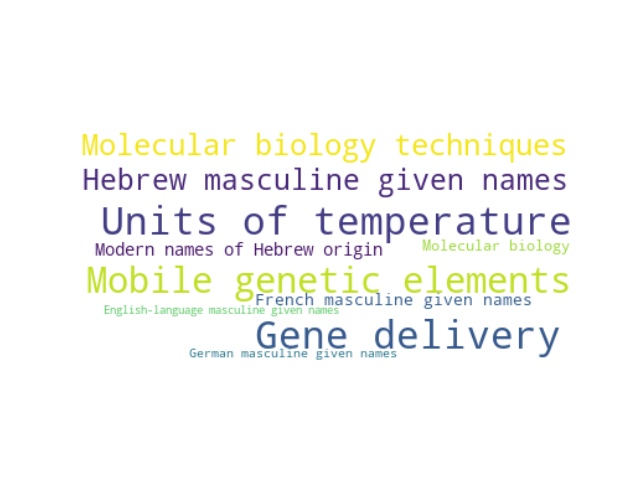 Molecular biology techniques
Hebrew masculine given names
Units of temperature
Modern names of Hebrew origin
Molecular biology
Mobile genetic elements
French masculine given names
English-language masculine given names
Gene delivery
German masculine given names